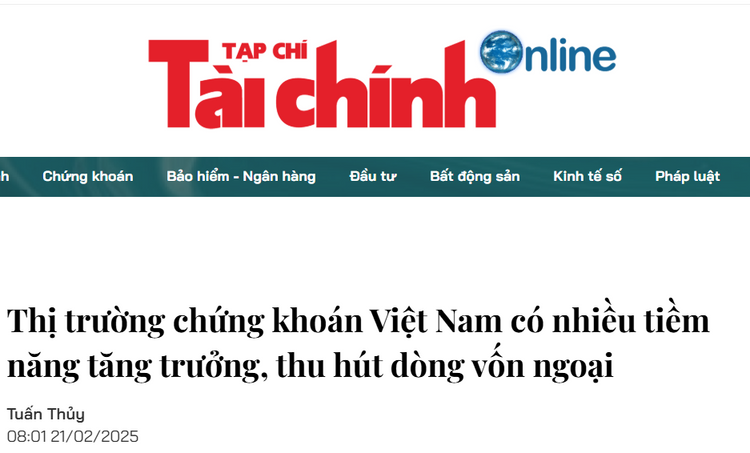 TẠP CHÍ
Tài chính Online
h Chứng khoán Bảo hiểm - Ngân hàng Đầu tư Bất động sản Kinh tế số Pháp luật
Thị trường chứng khoán Việt Nam có nhiều tiềm
năng tăng trưởng, thu hút dòng vốn ngoại
Tuấn Thủy
08:01 21/02/2025